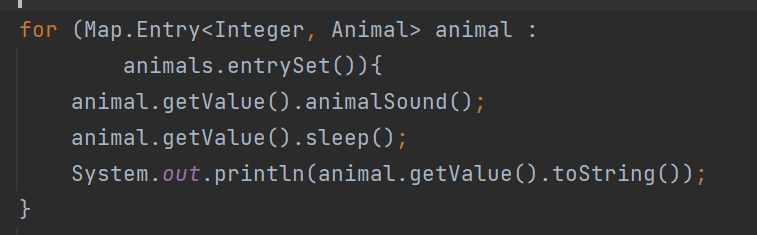 for (Map.Entry<Integer, Animal> animal :
        animals.entrySet()){
    animal.getValue().animalSound();
    animal.getValue().sleep();
    System.out.println(animal.getValue().toString());
}